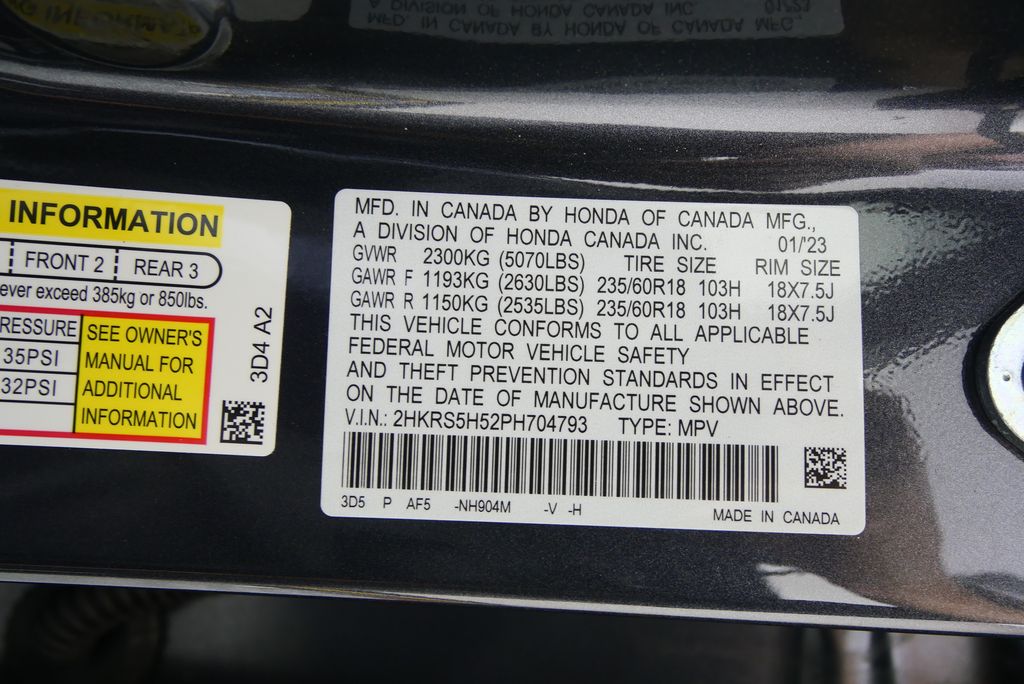 INFORMATION
FRONT 2 REAR 3
ever exceed 385kg or 850lbs.
RESSURE
35PSI
32PSI
SEE OWNER'S
MANUAL FOR
ADDITIONAL
INFORMATION
3D4 A2
MFD. IN CANADA BY HONDA OF CANADA MFG.,
A DIVISION OF HONDA CANADA INC. 01/'23
GVWR 2300KG (5070LBS) TIRE SIZE RIM SIZE
GAWR F 1193KG (2630LBS) 235/60R18 103H 18X7.5J
GAWR R 1150KG (2535LBS) 235/60R18 103H 18X7.5J
THIS VEHICLE CONFORMS TO ALL APPLICABLE
FEDERAL MOTOR VEHICLE SAFETY
AND THEFT PREVENTION STANDARDS IN EFFECT
ON THE DATE OF MANUFACTURE SHOWN ABOVE.
V.I.N.: 2HKRS5H52PH704793 TYPE: MPV
3D5 P AF5 -NH904M -V -H
MADE IN CANADA